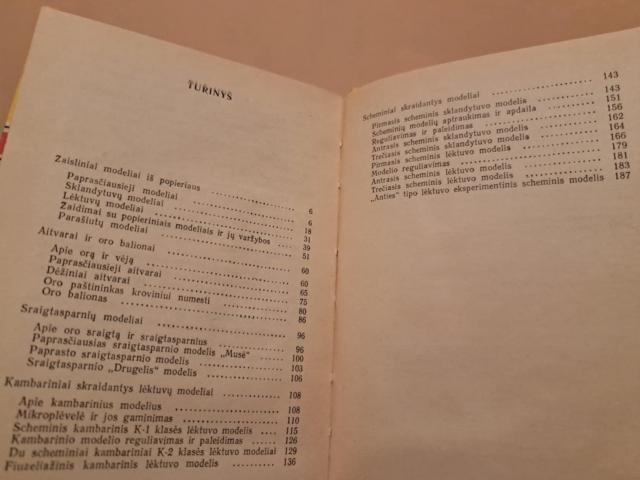 TURINYS
Žaisliniai modeliai iš popieriaus . . . 6
Paprasčiausieji modeliai . . . 6
Sklandytuvų modeliai . . . 18
Lėktuvų modeliai . . . 31
Žaidimai su popieriniais modeliais ir jų varžybos . . . 39
Parašiutų modeliai . . . 51
Aitvarai ir oro balionai . . . 60
Apie orą ir vėją . . . 60
Paprasčiausieji aitvarai . . . 65
Dėžiniai aitvarai . . . 75
Oro paštininkas kroviniui numesti . . . 80
Oro balionas . . . 86
Sraigtasparnių modeliai . . . 96
Apie oro sraigtą ir sraigtasparnius . . . 96
Paprasčiausias sraigtasparnio modelis „Musė“ . . . 100
Paprasto sraigtasparnio modelis . . . 103
Sraigtasparnio „Drugelis“ modelis . . . 106
Kambariniai skraidantys lėktuvų modeliai . . . 108
Apie kambarinius modelius . . . 108
Mikroplėvelė ir jos gaminimas . . . 110
Scheminis kambarinis K-1 klasės lėktuvo modelis . . . 115
Kambarinio modelio reguliavimas ir paleidimas . . . 126
Du scheminiai kambariniai K-2 klasės lėktuvo modeliai 129
Fiuzeliažinis kambarinis lėktuvo modelis . . . 136
Scheminiai skraidantys modeliai . . . 143
Pirmasis scheminis sklandytuvo modelis . . . 143
Scheminių modelių aptraukimas ir apdaila . . . 151
Reguliavimas ir paleidimas . . . 156
Antrasis scheminis sklandytuvo modelis . . . 162
Trečiasis scheminis sklandytuvo modelis . . . 164
Pirmasis scheminis lėktuvo modelis . . . 166
Modelio reguliavimas . . . 179
Antrasis scheminis lėktuvo modelis . . . 181
Trečiasis scheminis lėktuvo modelis . . . 183
„Anties“ tipo lėktuvo eksperimentinis scheminis modelis 187